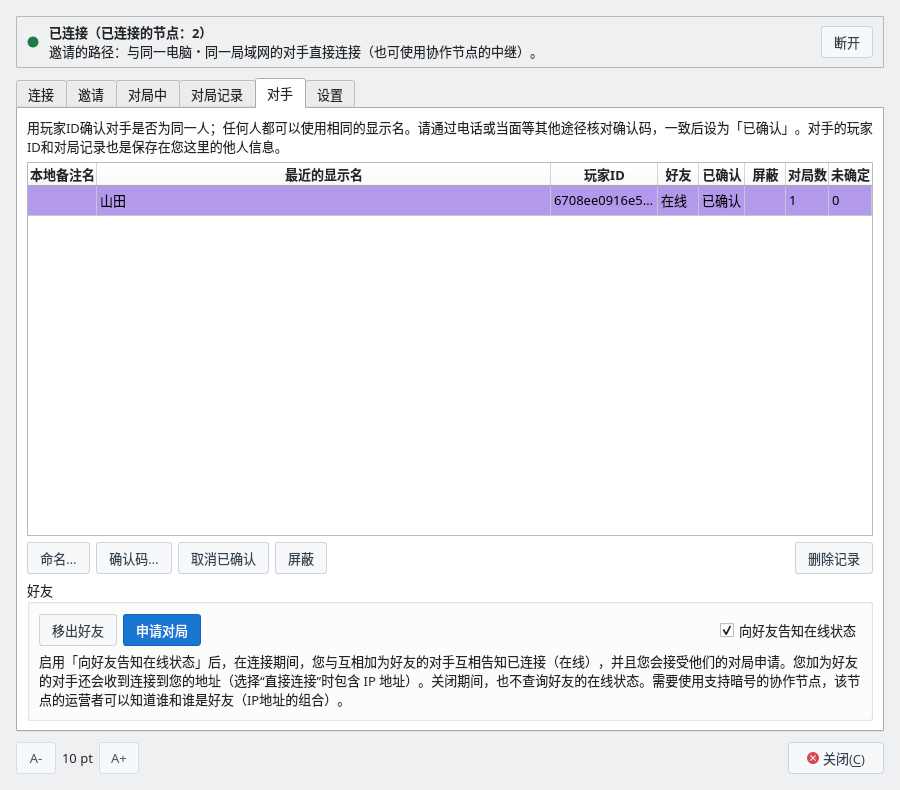 已连接（已连接的节点：2）
邀请的路径：与同一电脑・同一局域网的对手直接连接（也可使用协作节点的中继）。
断开
连接 邀请 对局中 对局记录 对手 设置
用玩家ID确认对手是否为同一人；任何人都可以使用相同的显示名。请通过电话或当面等其他途径核对确认码，一致后设为「已确认」。对手的玩家
ID和对局记录也是保存在您这里的他人信息。
本地备注名 最近的显示名 玩家ID 好友 已确认 屏蔽 对局数 未确定
山田 6708ee0916e5... 在线 已确认 1 0
命名... 确认码... 取消已确认 屏蔽 删除记录
好友
移出好友 申请对局 向好友告知在线状态
启用「向好友告知在线状态」后，在连接期间，您与互相加为好友的对手互相告知已连接（在线），并且您会接受他们的对局申请。您加为好友
的对手还会收到连接到您的地址（选择“直接连接”时包含 IP 地址）。关闭期间，也不查询好友的在线状态。需要使用支持暗号的协作节点，该节
点的运营者可以知道谁和谁是好友（IP地址的组合）。
A- 10 pt A+ 关闭(C)